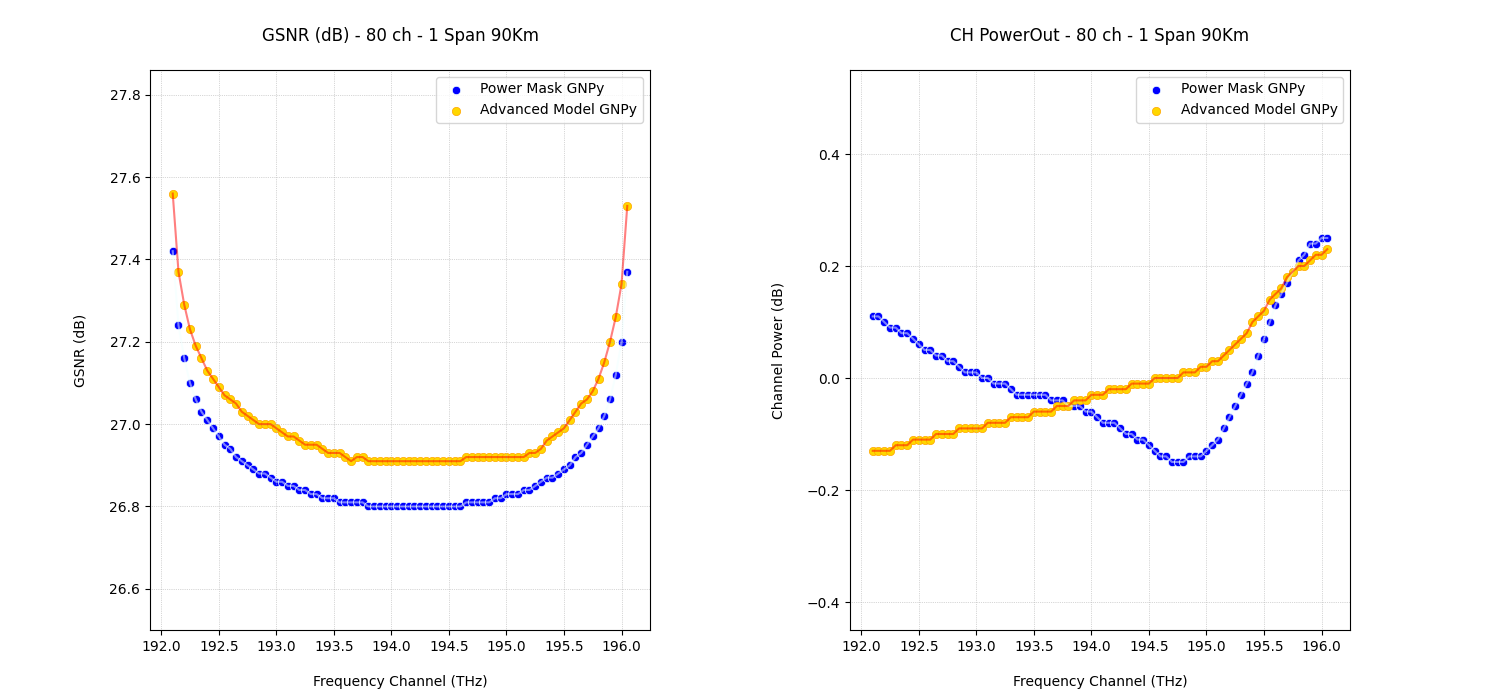 GSNR (dB) - 80 ch - 1 Span 90Km
Power Mask GNPy
Advanced Model GNPy
27.8
27.6
27.4
27.2
27.0
26.8
26.6
GSNR (dB)
192.0 192.5 193.0 193.5 194.0 194.5 195.0 195.5 196.0
Frequency Channel (THz)
CH PowerOut - 80 ch - 1 Span 90Km
Power Mask GNPy
Advanced Model GNPy
0.4
0.2
0.0
−0.2
−0.4
Channel Power (dB)
192.0 192.5 193.0 193.5 194.0 194.5 195.0 195.5 196.0
Frequency Channel (THz)